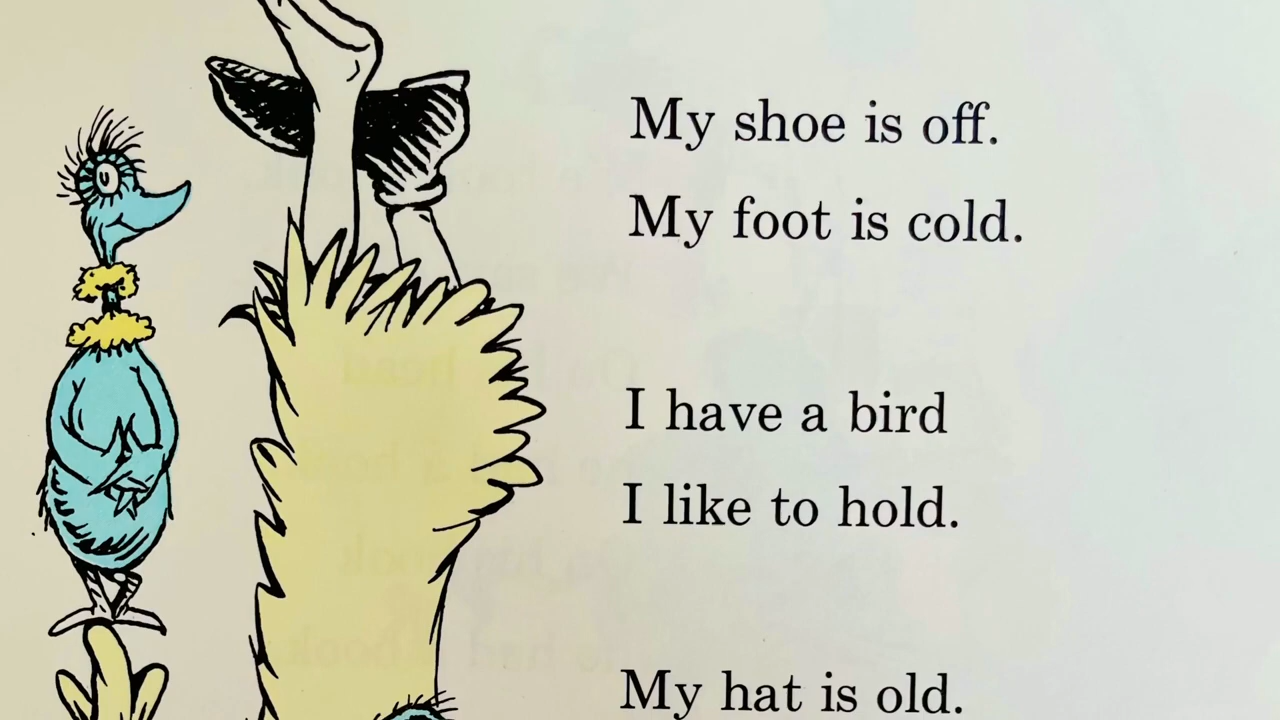 My shoe is off.
My foot is cold.
I have a bird
I like to hold.
My hat is old.